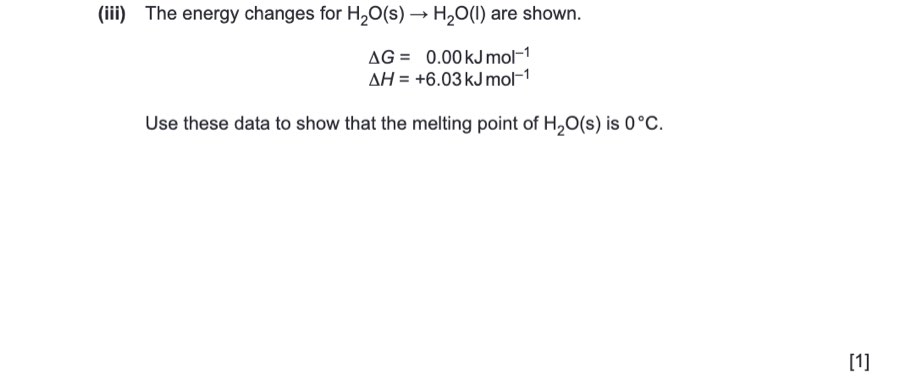 (iii) The energy changes for H₂O(s) → H₂O(l) are shown.
ΔG = 0.00 kJ mol⁻¹
ΔH = +6.03 kJ mol⁻¹
Use these data to show that the melting point of H₂O(s) is 0 °C.
[1]